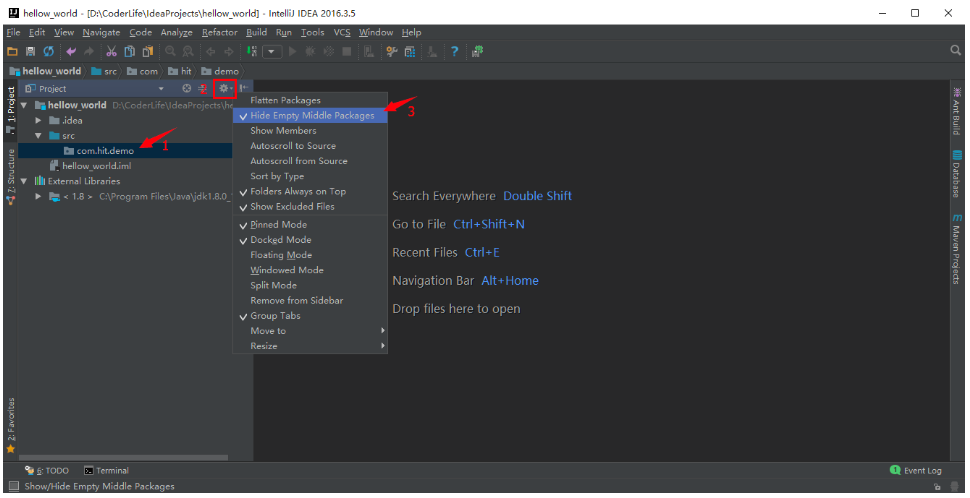 hellow_world - [D:\CoderLife\IdeaProjects\hellow_world] - IntelliJ IDEA 2016.3.5
File Edit View Navigate Code Analyze Refactor Build Run Tools VCS Window Help
hellow_world src com hit demo
1: Project
Z: Structure
2: Favorites
Project
hellow_world D:\CoderLife\IdeaProjects\he
.idea
src
com.hit.demo
1
hellow_world.iml
External Libraries
< 1.8 > C:\Program Files\Java\jdk1.8.0_
Flatten Packages
Hide Empty Middle Packages
3
Show Members
Autoscroll to Source
Autoscroll from Source
Sort by Type
Folders Always on Top
Show Excluded Files
Pinned Mode
Docked Mode
Floating Mode
Windowed Mode
Split Mode
Remove from Sidebar
Group Tabs
Move to
Resize
Search Everywhere Double Shift
Go to File Ctrl+Shift+N
Recent Files Ctrl+E
Navigation Bar Alt+Home
Drop files here to open
Ant Build
Database
Maven Projects
6: TODO Terminal
1 Event Log
Show/Hide Empty Middle Packages